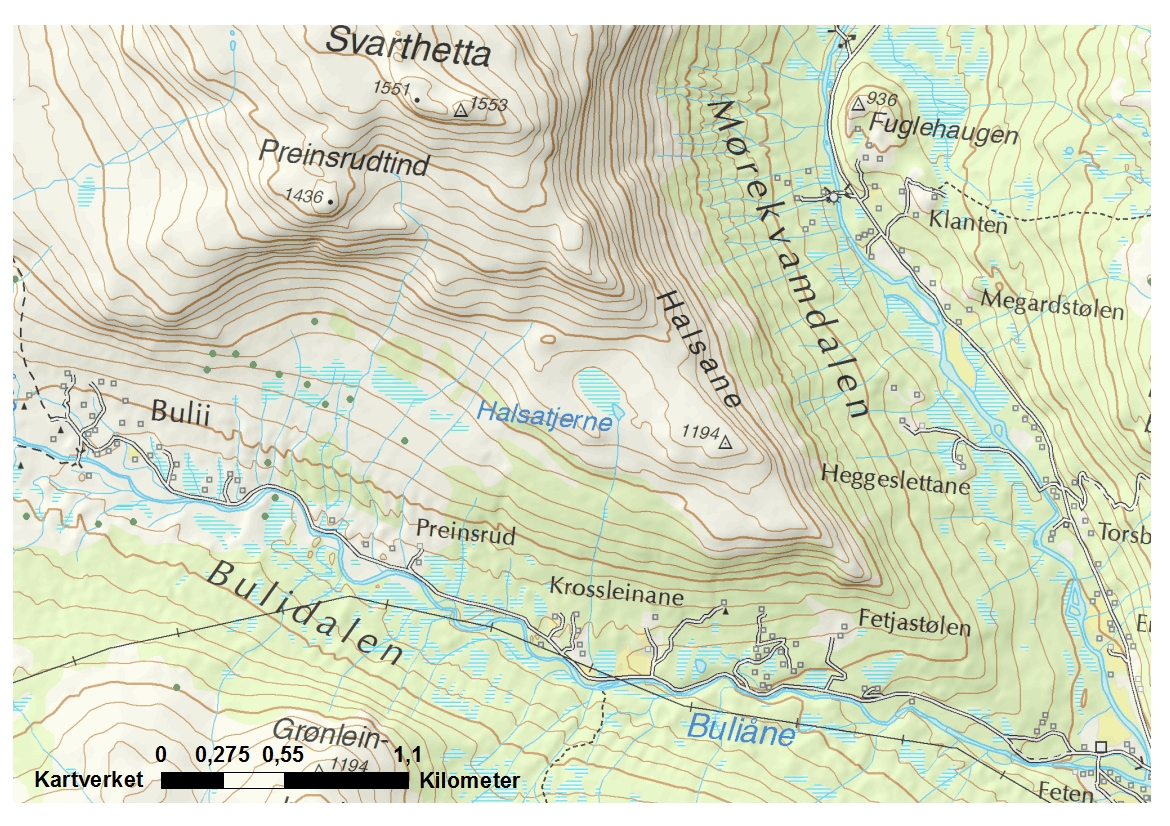 Svarthetta
1551
1553
936
Fuglehaugen
Mørekvamdalen
Preinsrudtind
1436
Klanten
Halsane
Megardstølen
Bulii
Halsatjerne
1194
Heggeslettane
Preinsrud
Torsb
Bulidalen
Krossleinane
Fetjastølen
Buliåne
Grønlein-
1194
0 0,275 0,55 1,1
Kartverket Kilometer
Feten